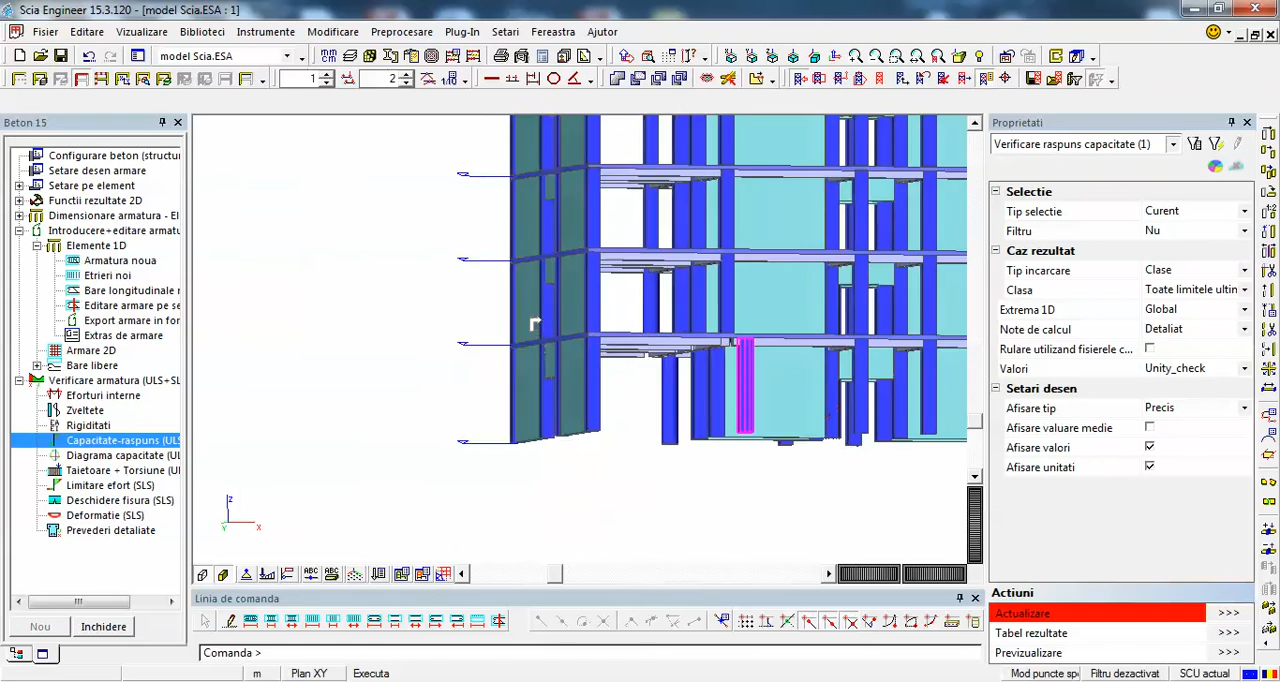 Scia Engineer 15.3.120 - [model Scia.ESA : 1]
Fisier Editare Vizualizare Biblioteci Instrumente Modificare Preprocesare Plug-In Setari Fereastra Ajutor
model Scia.ESA
1 2
Beton 15
Configurare beton (structur
Setare desen armare
Setare pe element
Functii rezultate 2D
Dimensionare armatura - El
Introducere+editare armatu
Elemente 1D
Armatura noua
Etrieri noi
Bare longitudinale n
Editare armare pe se
Export armare in for
Extras de armare
Armare 2D
Bare libere
Verificare armatura (ULS+SL
Eforturi interne
Zveltete
Rigiditati
Capacitate-raspuns (ULS
Diagrama capacitate (UL
Taietoare + Torsiune (UL
Limitare efort (SLS)
Deschidere fisura (SLS)
Deformatie (SLS)
Prevederi detaliate
Nou Inchidere
z
x
Y
ABC ABC
Linia de comanda
Comanda >
Proprietati
Verificare raspuns capacitate (1)
Selectie
Tip selectie Curent
Filtru Nu
Caz rezultat
Tip incarcare Clase
Clasa Toate limitele ultin
Extrema 1D Global
Note de calcul Detaliat
Rulare utilizand fisierele c...
Valori Unity_check
Setari desen
Afisare tip Precis
Afisare valuare medie
Afisare valori
Afisare unitati
Actiuni
Actualizare >>>
Tabel rezultate >>>
Previzualizare >>>
m Plan XY Executa Mod puncte spe Filtru dezactivat SCU actual